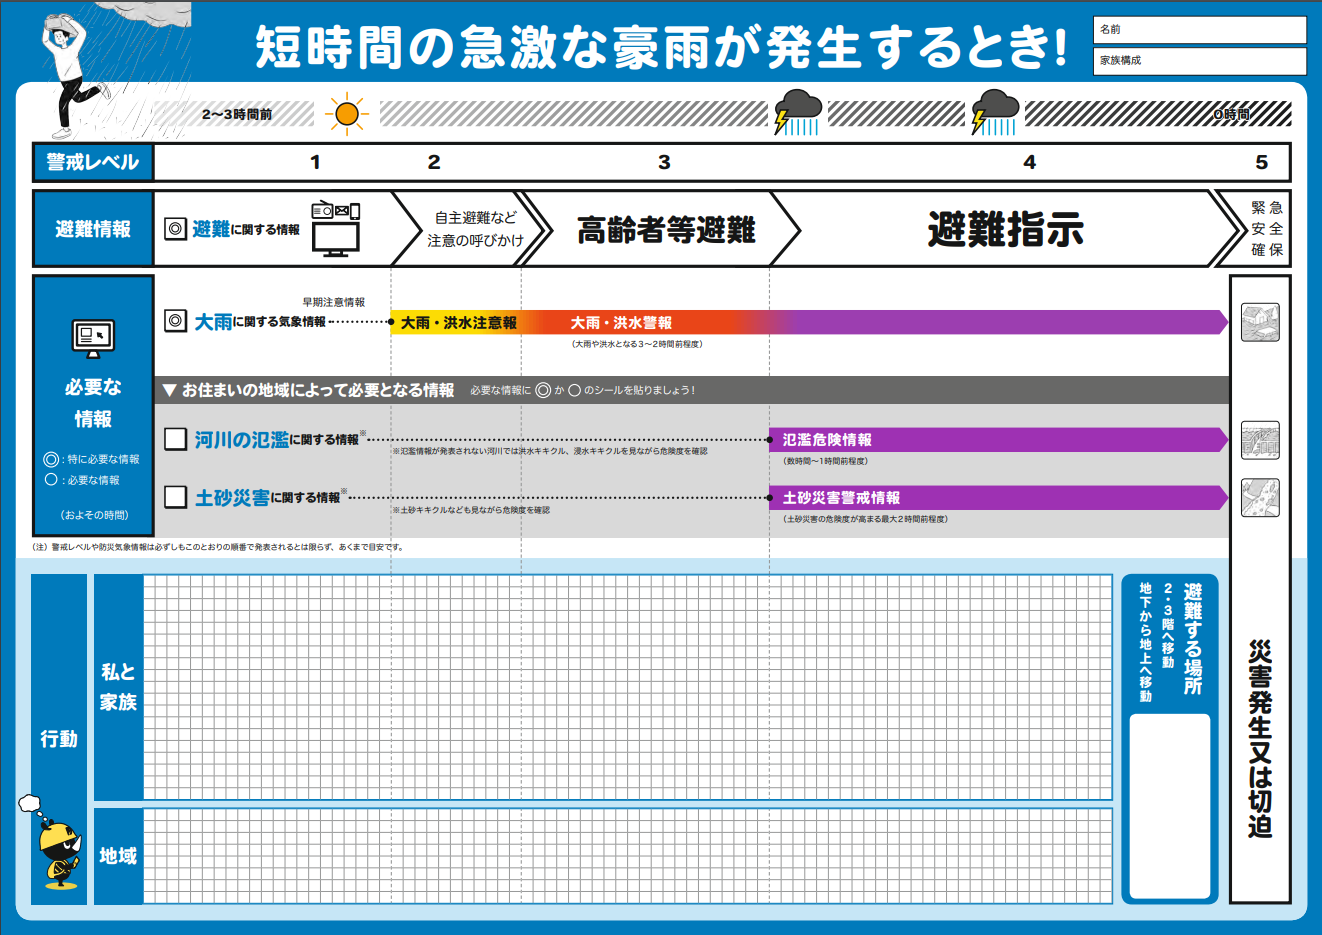 短時間の急激な豪雨が発生するとき!
名前
家族構成
2〜3時間前
0時間
警戒レベル
1
2
3
4
5
避難情報
◎ 避難に関する情報
自主避難など
注意の呼びかけ
高齢者等避難
避難指示
緊急
安全
確保
必要な
情報
◎：特に必要な情報
○：必要な情報
（およその時間）
早期注意情報
◎ 大雨に関する気象情報
大雨・洪水注意報
大雨・洪水警報
（大雨や洪水となる3〜2時間前程度）
▼ お住まいの地域によって必要となる情報 必要な情報に ◎ か ○ のシールを貼りましょう！
河川の氾濫に関する情報※
※氾濫情報が発表されない河川では洪水キキクル、浸水キキクルを見ながら危険度を確認
氾濫危険情報
（数時間〜1時間前程度）
土砂災害に関する情報※
※土砂キキクルなども見ながら危険度を確認
土砂災害警戒情報
（土砂災害の危険度が高まる最大2時間前程度）
（注）警戒レベルや防災気象情報は必ずしもこのとおりの順番で発表されるとは限らず、あくまで目安です。
行動
私と
家族
地域
避難する場所
2・3階へ移動
地下から地上へ移動
災害発生又は切迫